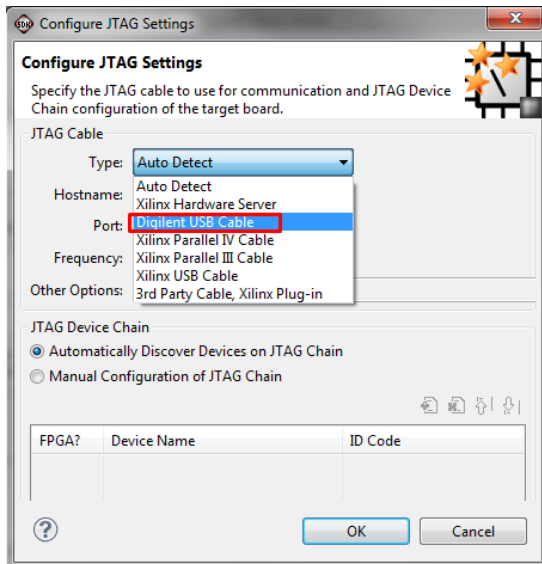 SDK Configure JTAG Settings
Configure JTAG Settings
Specify the JTAG cable to use for communication and JTAG Device
Chain configuration of the target board.
JTAG Cable
Type: Auto Detect
Auto Detect
Hostname:
Xilinx Hardware Server
Port: Digilent USB Cable
Xilinx Parallel IV Cable
Frequency: Xilinx Parallel III Cable
Xilinx USB Cable
Other Options: 3rd Party Cable, Xilinx Plug-in
JTAG Device Chain
Automatically Discover Devices on JTAG Chain
Manual Configuration of JTAG Chain
FPGA? Device Name ID Code
OK Cancel